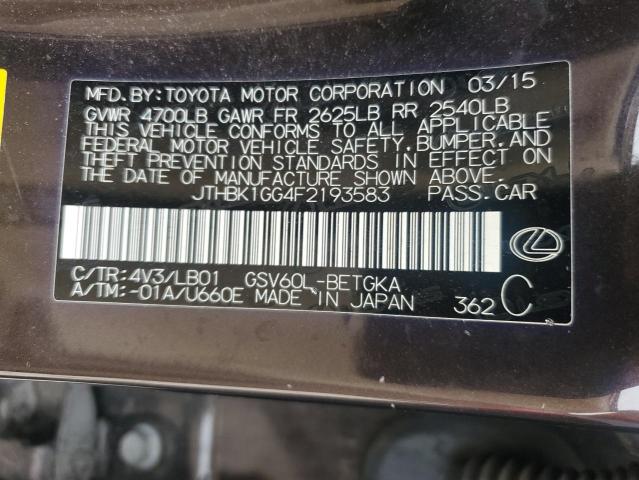 MFD.BY:TOYOTA MOTOR CORPORATION 03/15
GVWR 4700LB GAWR FR 2625LB RR 2540LB
THIS VEHICLE CONFORMS TO ALL APPLICABLE
FEDERAL MOTOR VEHICLE SAFETY,BUMPER,AND
THEFT PREVENTION STANDARDS IN EFFECT ON
THE DATE OF MANUFACTURE SHOWN ABOVE.
JTHBK1GG4F2193583 PASS.CAR
C/TR:4V3/LB01 GSV60L-BETGKA
A/TM:-01A/U660E MADE IN JAPAN 362 C